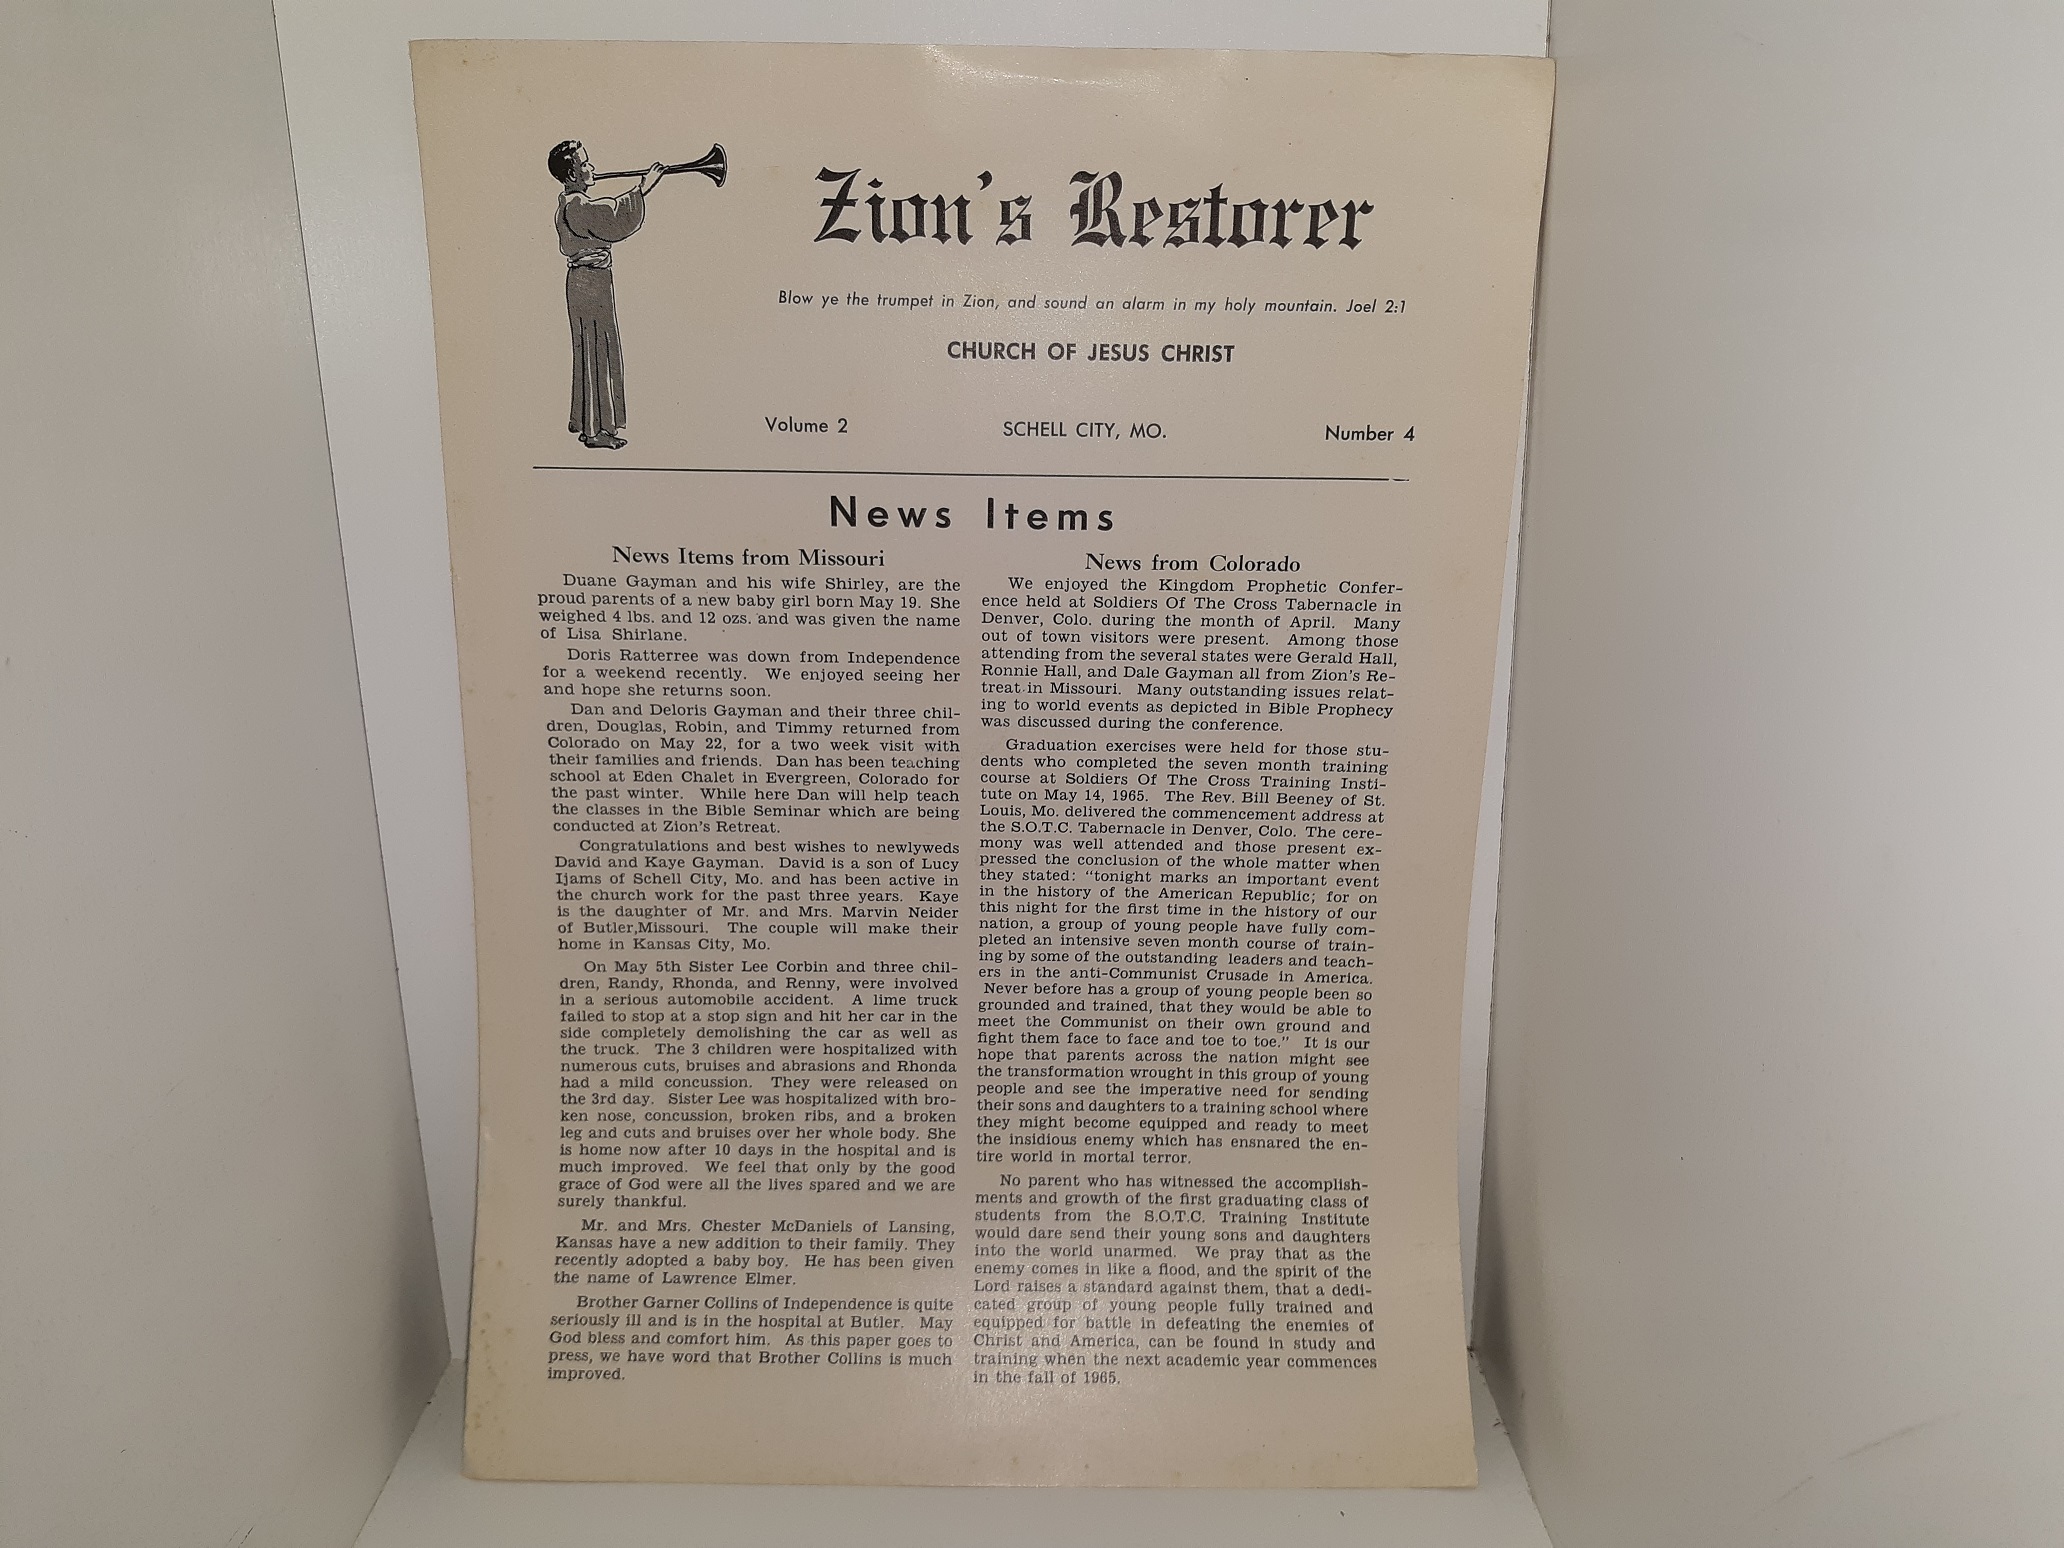 Zion's Restorer
Blow ye the trumpet in Zion, and sound an alarm in my holy mountain. Joel 2:1
CHURCH OF JESUS CHRIST
Volume 2 SCHELL CITY, MO. Number 4
News Items
News Items from Missouri
Duane Gayman and his wife Shirley, are the
proud parents of a new baby girl born May 19. She
weighed 4 lbs. and 12 ozs. and was given the name
of Lisa Shirlane.
Doris Ratterree was down from Independence
for a weekend recently. We enjoyed seeing her
and hope she returns soon.
Dan and Deloris Gayman and their three chil-
dren, Douglas, Robin, and Timmy returned from
Colorado on May 22, for a two week visit with
their families and friends. Dan has been teaching
school at Eden Chalet in Evergreen, Colorado for
the past winter. While here Dan will help teach
the classes in the Bible Seminar which are being
conducted at Zion's Retreat.
Congratulations and best wishes to newlyweds
David and Kaye Gayman. David is a son of Lucy
Ijams of Schell City, Mo. and has been active in
the church work for the past three years. Kaye
is the daughter of Mr. and Mrs. Marvin Neider
of Butler,Missouri. The couple will make their
home in Kansas City, Mo.
On May 5th Sister Lee Corbin and three chil-
dren, Randy, Rhonda, and Renny, were involved
in a serious automobile accident. A lime truck
failed to stop at a stop sign and hit her car in the
side completely demolishing the car as well as
the truck. The 3 children were hospitalized with
numerous cuts, bruises and abrasions and Rhonda
had a mild concussion. They were released on
the 3rd day. Sister Lee was hospitalized with bro-
ken nose, concussion, broken ribs, and a broken
leg and cuts and bruises over her whole body. She
is home now after 10 days in the hospital and is
much improved. We feel that only by the good
grace of God were all the lives spared and we are
surely thankful.
Mr. and Mrs. Chester McDaniels of Lansing,
Kansas have a new addition to their family. They
recently adopted a baby boy. He has been given
the name of Lawrence Elmer.
Brother Garner Collins of Independence is quite
seriously ill and is in the hospital at Butler. May
God bless and comfort him. As this paper goes to
press, we have word that Brother Collins is much
improved.
News from Colorado
We enjoyed the Kingdom Prophetic Confer-
ence held at Soldiers Of The Cross Tabernacle in
Denver, Colo. during the month of April. Many
out of town visitors were present. Among those
attending from the several states were Gerald Hall,
Ronnie Hall, and Dale Gayman all from Zion's Re-
treat in Missouri. Many outstanding issues relat-
ing to world events as depicted in Bible Prophecy
was discussed during the conference.
Graduation exercises were held for those stu-
dents who completed the seven month training
course at Soldiers Of The Cross Training Insti-
tute on May 14, 1965. The Rev. Bill Beeney of St.
Louis, Mo. delivered the commencement address at
the S.O.T.C. Tabernacle in Denver, Colo. The cere-
mony was well attended and those present ex-
pressed the conclusion of the whole matter when
they stated: "tonight marks an important event
in the history of the American Republic; for on
this night for the first time in the history of our
nation, a group of young people have fully com-
pleted an intensive seven month course of train-
ing by some of the outstanding leaders and teach-
ers in the anti-Communist Crusade in America.
Never before has a group of young people been so
grounded and trained, that they would be able to
meet the Communist on their own ground and
fight them face to face and toe to toe." It is our
hope that parents across the nation might see
the transformation wrought in this group of young
people and see the imperative need for sending
their sons and daughters to a training school where
they might become equipped and ready to meet
the insidious enemy which has ensnared the en-
tire world in mortal terror.
No parent who has witnessed the accomplish-
ments and growth of the first graduating class of
students from the S.O.T.C. Training Institute
would dare send their young sons and daughters
into the world unarmed. We pray that as the
enemy comes in like a flood, and the spirit of the
Lord raises a standard against them, that a dedi-
cated group of young people fully trained and
equipped for battle in defeating the enemies of
Christ and America, can be found in study and
training when the next academic year commences
in the fall of 1965.